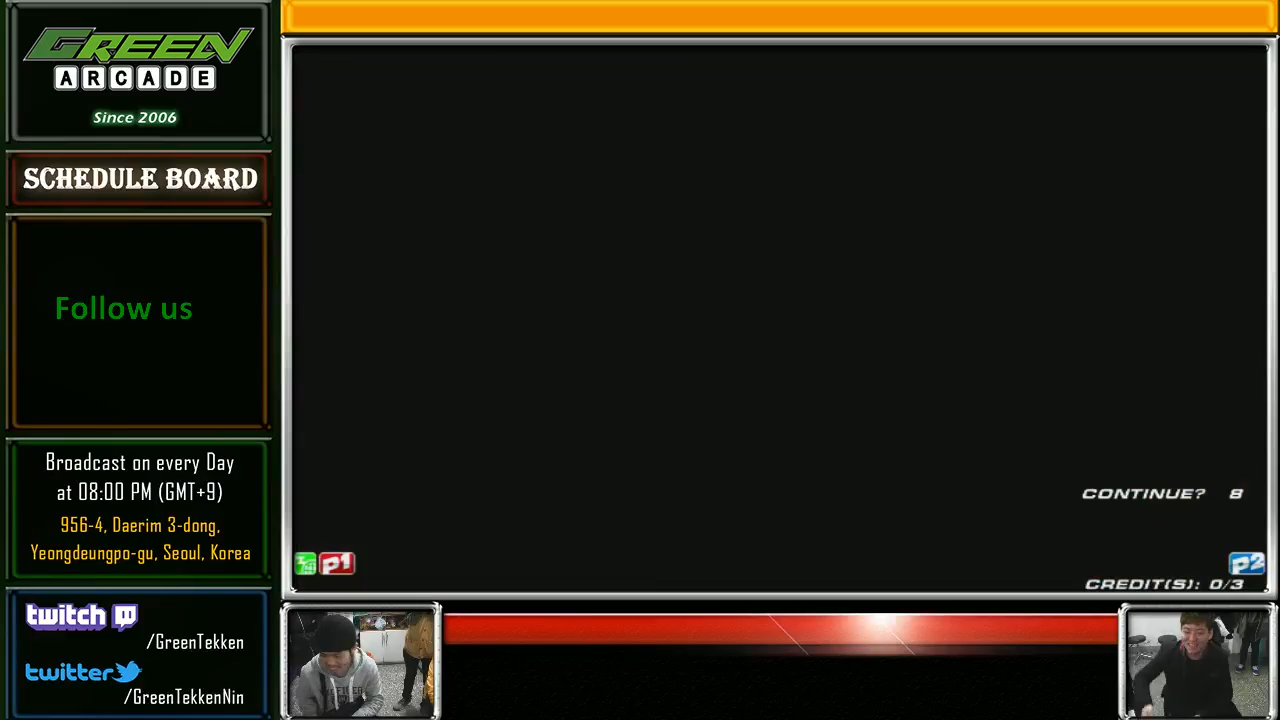 GREEN
ARCADE
Since 2006
SCHEDULE BOARD
Follow us
Broadcast on every Day
at 08:00 PM (GMT+9)
956-4, Daerim 3-dong,
Yeongdeungpo-gu, Seoul, Korea
twitch
/GreenTekken
twitter
/GreenTekkenNin
CONTINUE? 8
P1
P2
CREDIT(S): 0/3